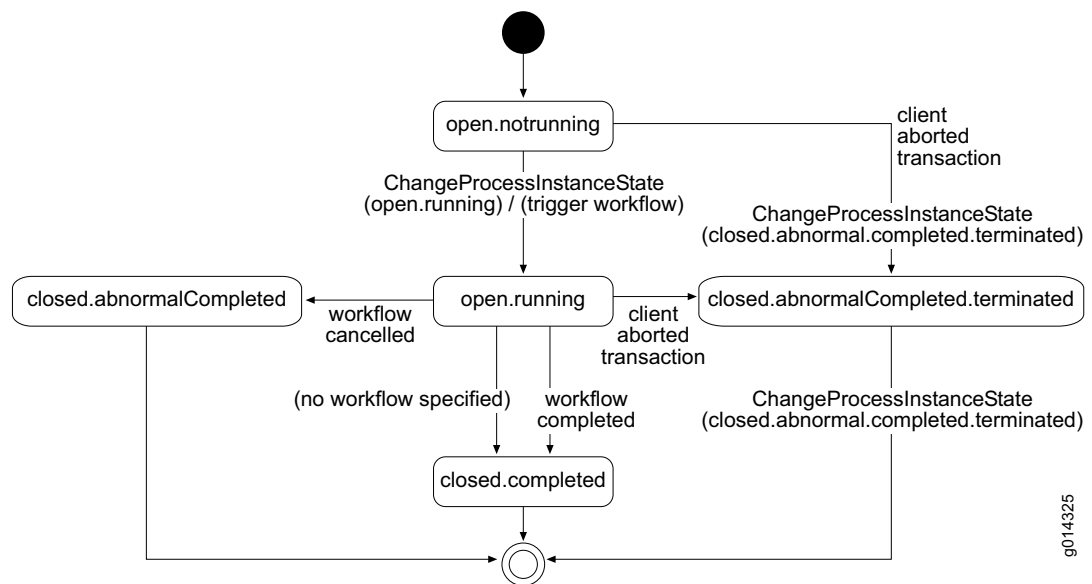 open.notrunning
client
aborted
transaction
ChangeProcessInstanceState
(open.running) / (trigger workflow)
ChangeProcessInstanceState
(closed.abnormal.completed.terminated)
closed.abnormalCompleted
open.running
closed.abnormalCompleted.terminated
workflow
cancelled
client
aborted
transaction
(no workflow specified)
workflow
completed
ChangeProcessInstanceState
(closed.abnormal.completed.terminated)
closed.completed
g014325